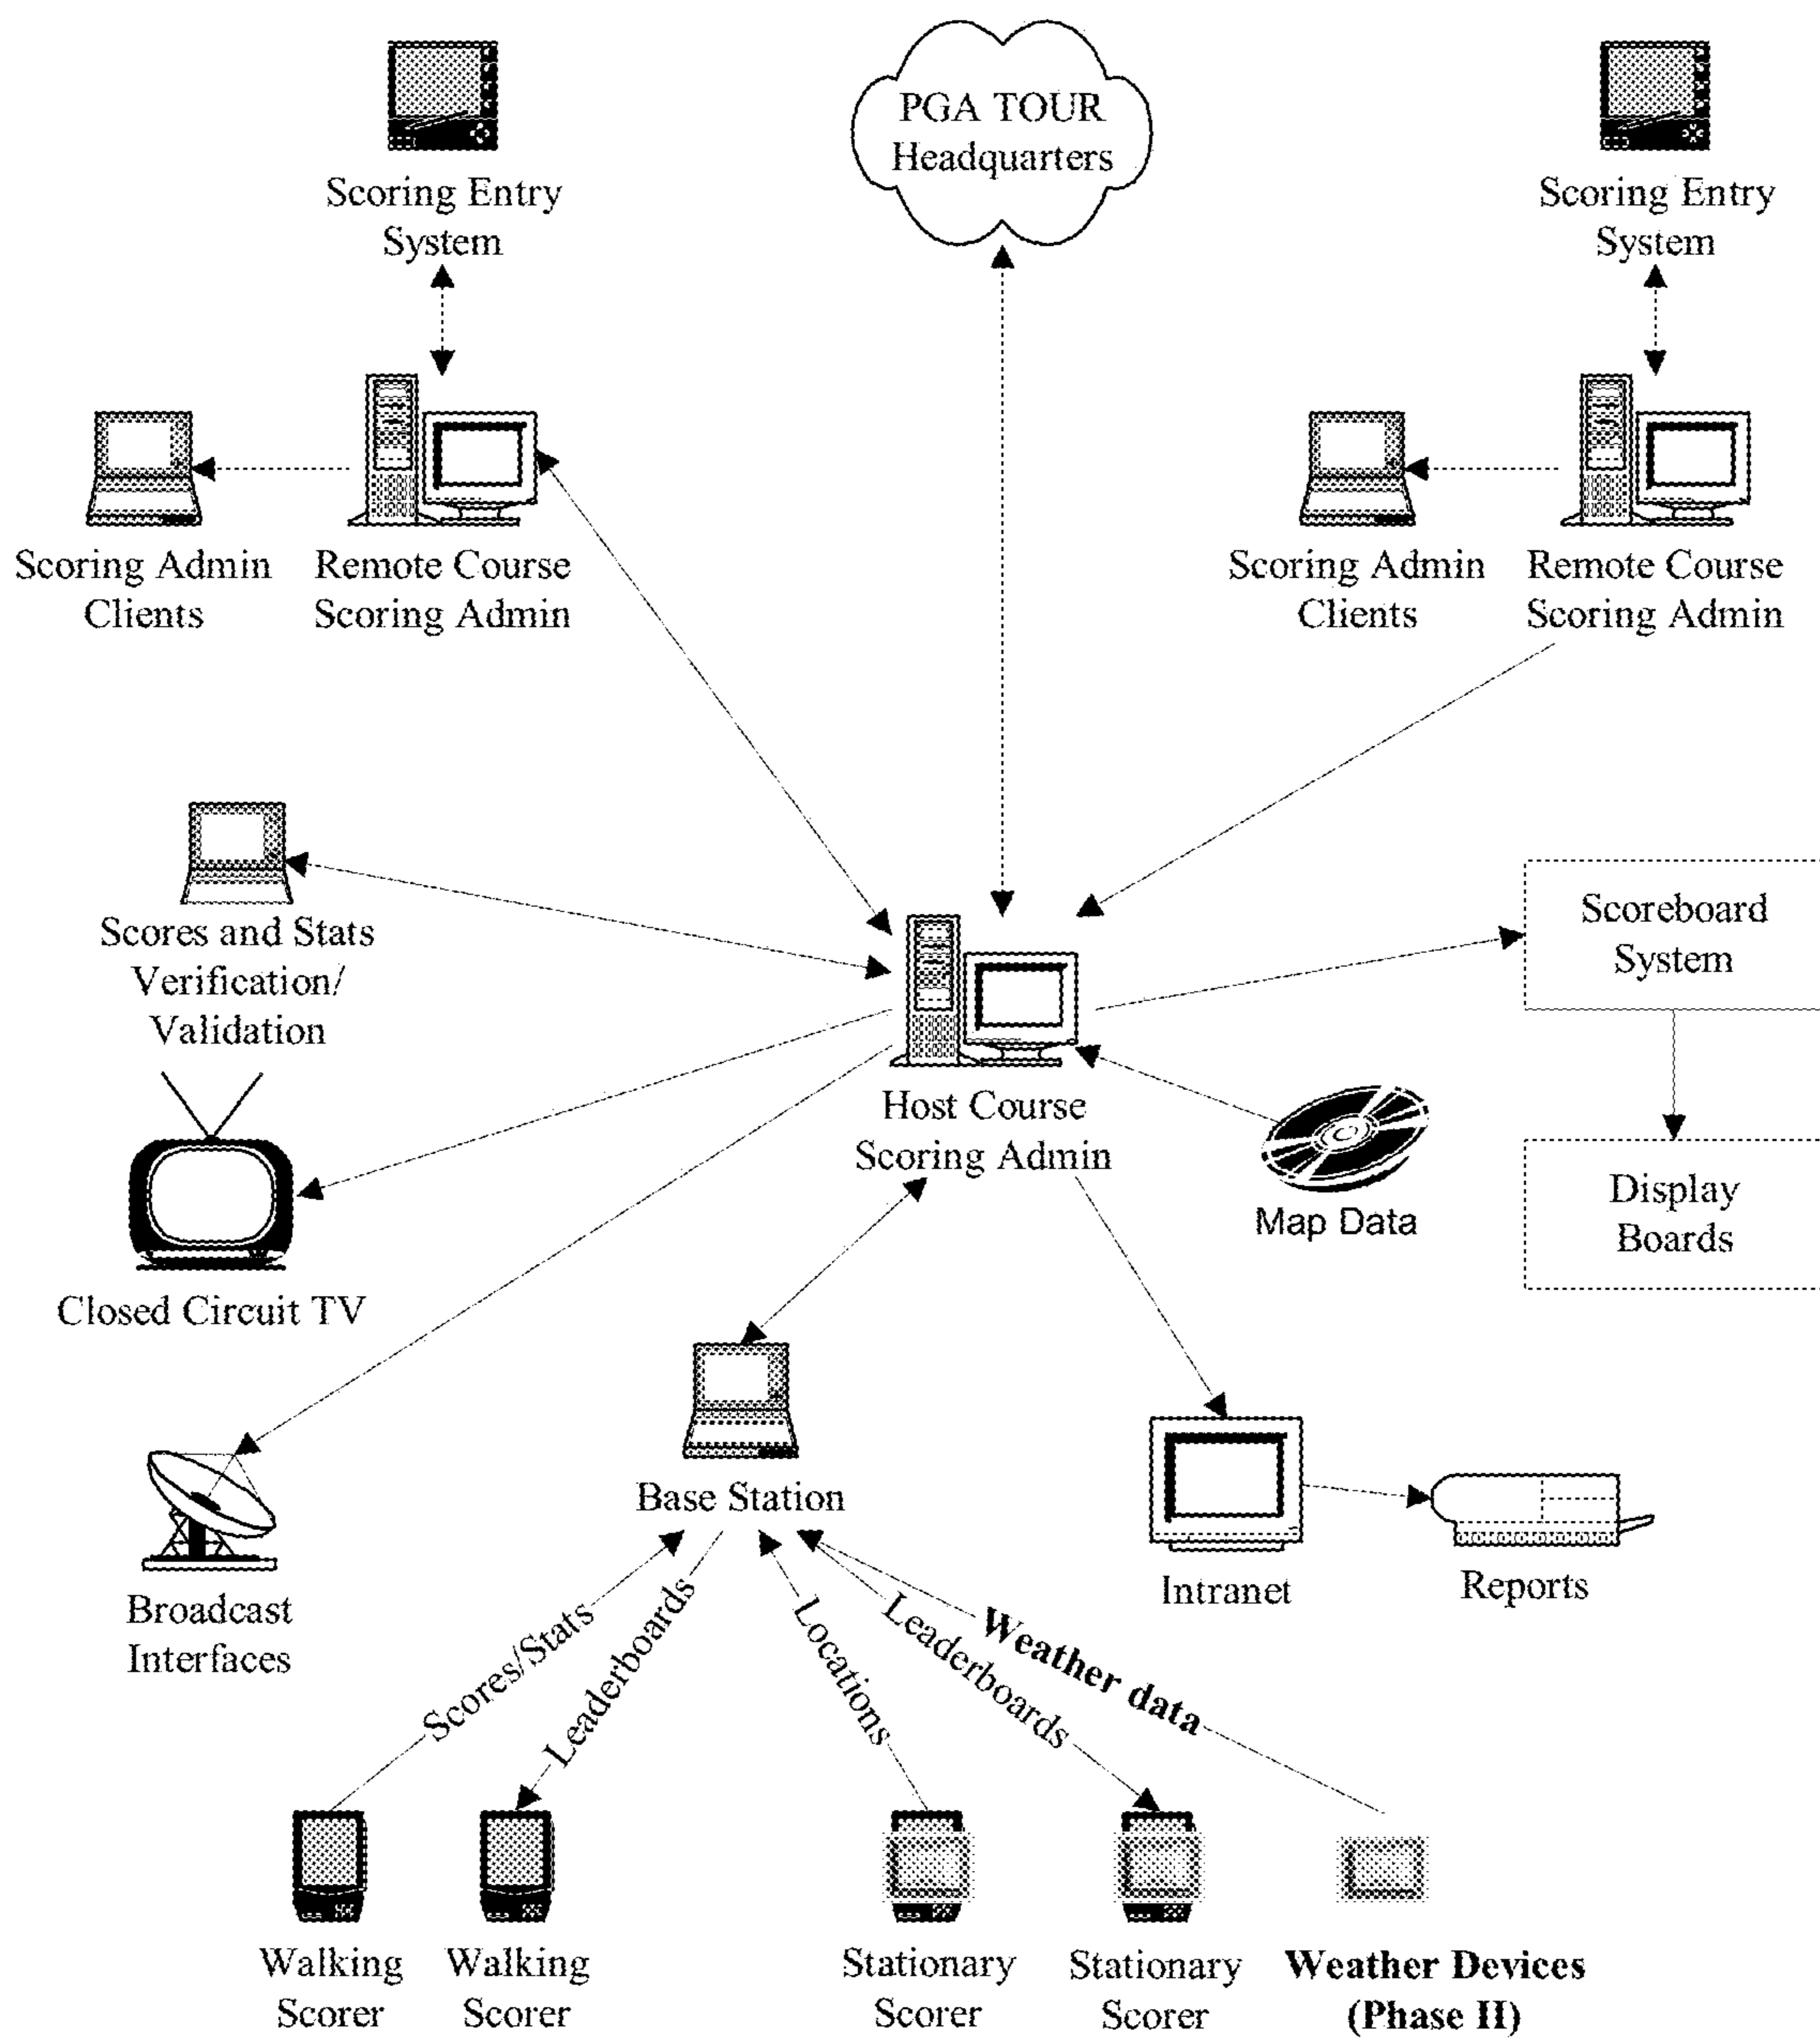 PGA TOUR
Headquarters
Scoring Entry
System
Scoring Entry
System
Scoring Admin
Clients
Remote Course
Scoring Admin
Scoring Admin
Clients
Remote Course
Scoring Admin
Scores and Stats
Verification/
Validation
Scoreboard
System
Host Course
Scoring Admin
Map Data
Display
Boards
Closed Circuit TV
Base Station
Intranet
Reports
Broadcast
Interfaces
Scores/Stats
Leaderboards
Locations
Leaderboards
Weather data
Walking
Scorer
Walking
Scorer
Stationary
Scorer
Stationary
Scorer
Weather Devices
(Phase II)